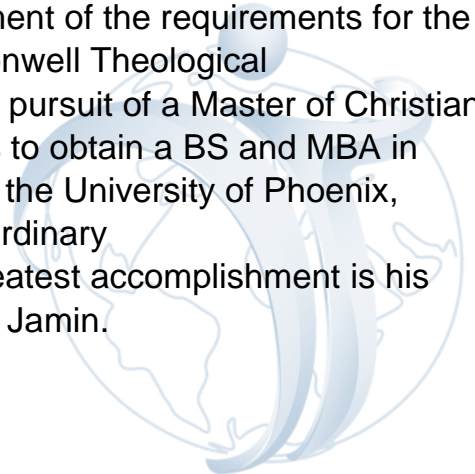 ment of the requirements for the
nwell Theological
pursuit of a Master of Christian
to obtain a BS and MBA in
the University of Phoenix,
rdinary
eatest accomplishment is his
Jamin.